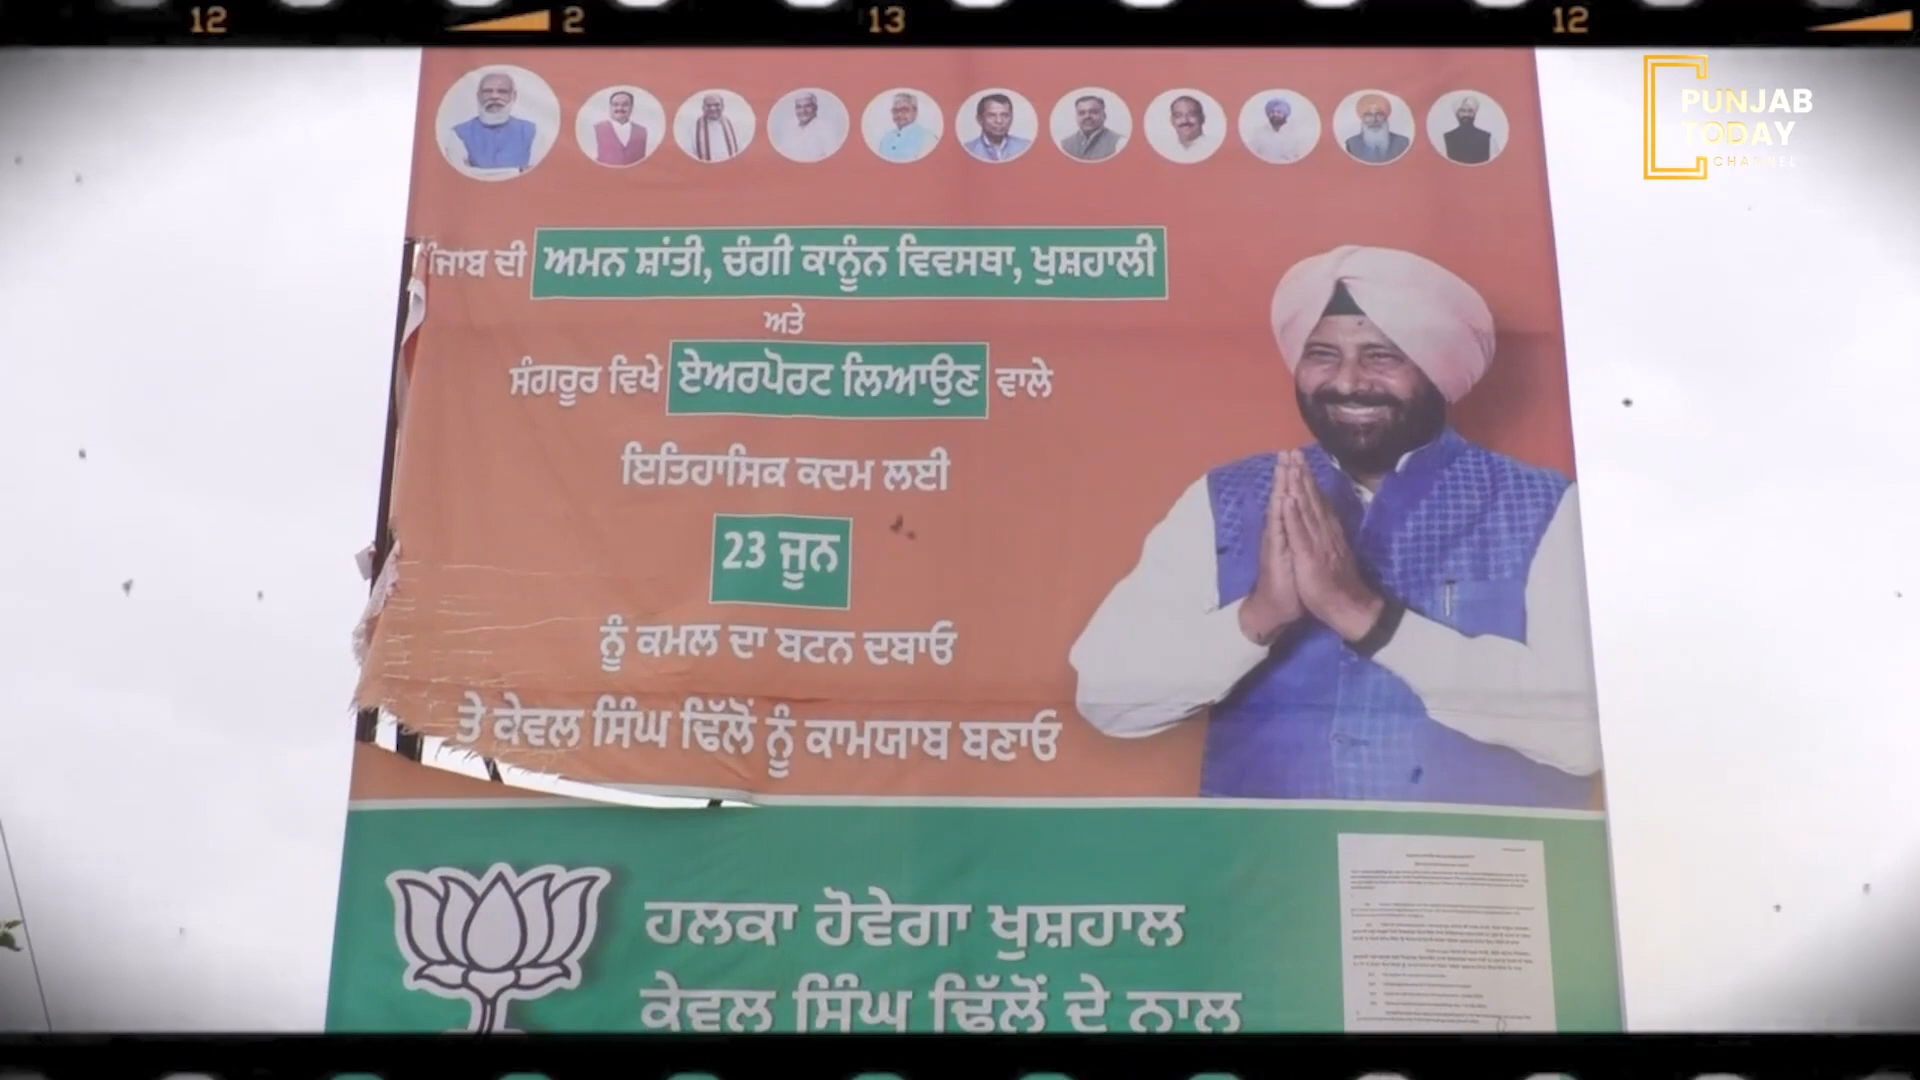 12 2 13 12
PUNJAB
TODAY
CHANNEL
ਪੰਜਾਬ ਦੀ ਅਮਨ ਸ਼ਾਂਤੀ, ਚੰਗੀ ਕਾਨੂੰਨ ਵਿਵਸਥਾ, ਖੁਸ਼ਹਾਲੀ
ਅਤੇ
ਸੰਗਰੂਰ ਵਿਖੇ ਏਅਰਪੋਰਟ ਲਿਆਉਣ ਵਾਲੇ
ਇਤਿਹਾਸਿਕ ਕਦਮ ਲਈ
23 ਜੂਨ
ਨੂੰ ਕਮਲ ਦਾ ਬਟਨ ਦਬਾਓ
ਤੇ ਕੇਵਲ ਸਿੰਘ ਢਿੱਲੋਂ ਨੂੰ ਕਾਮਯਾਬ ਬਣਾਓ
ਹਲਕਾ ਹੋਵੇਗਾ ਖੁਸ਼ਹਾਲ
ਕੇਵਲ ਸਿੰਘ ਢਿੱਲੋਂ ਦੇ ਨਾਲ